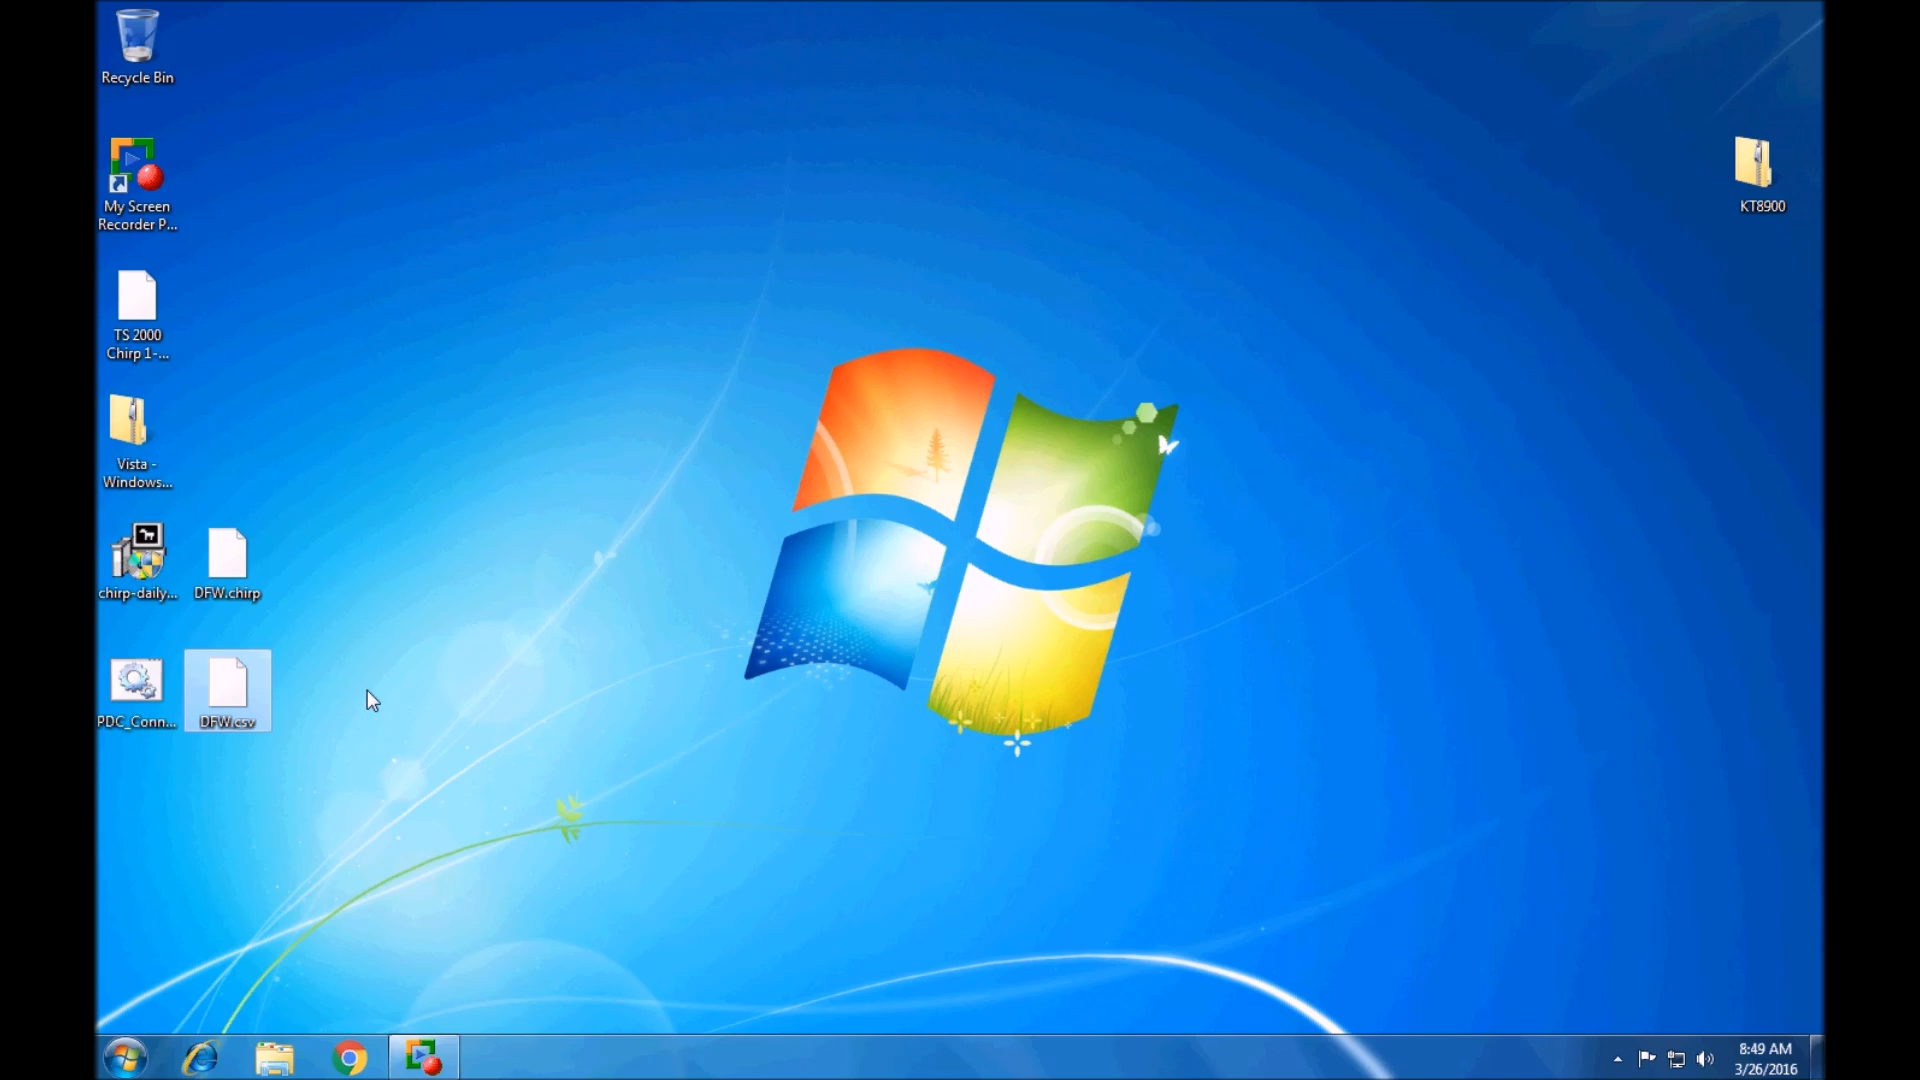 Recycle Bin
My Screen
Recorder P...
KT8900
TS 2000
Chirp 1-...
Vista -
Windows...
chirp-daily...
DFW.chirp
PDC_Conn...
DFW.csv
8:49 AM
3/26/2016